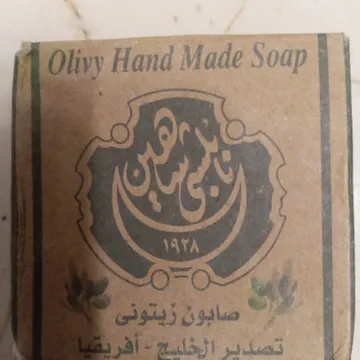 Olivy Hand Made Soap
نابلسي شاهين
١٩٢٨
صابون زيتونى
تصدير الخليج - أفريقيا